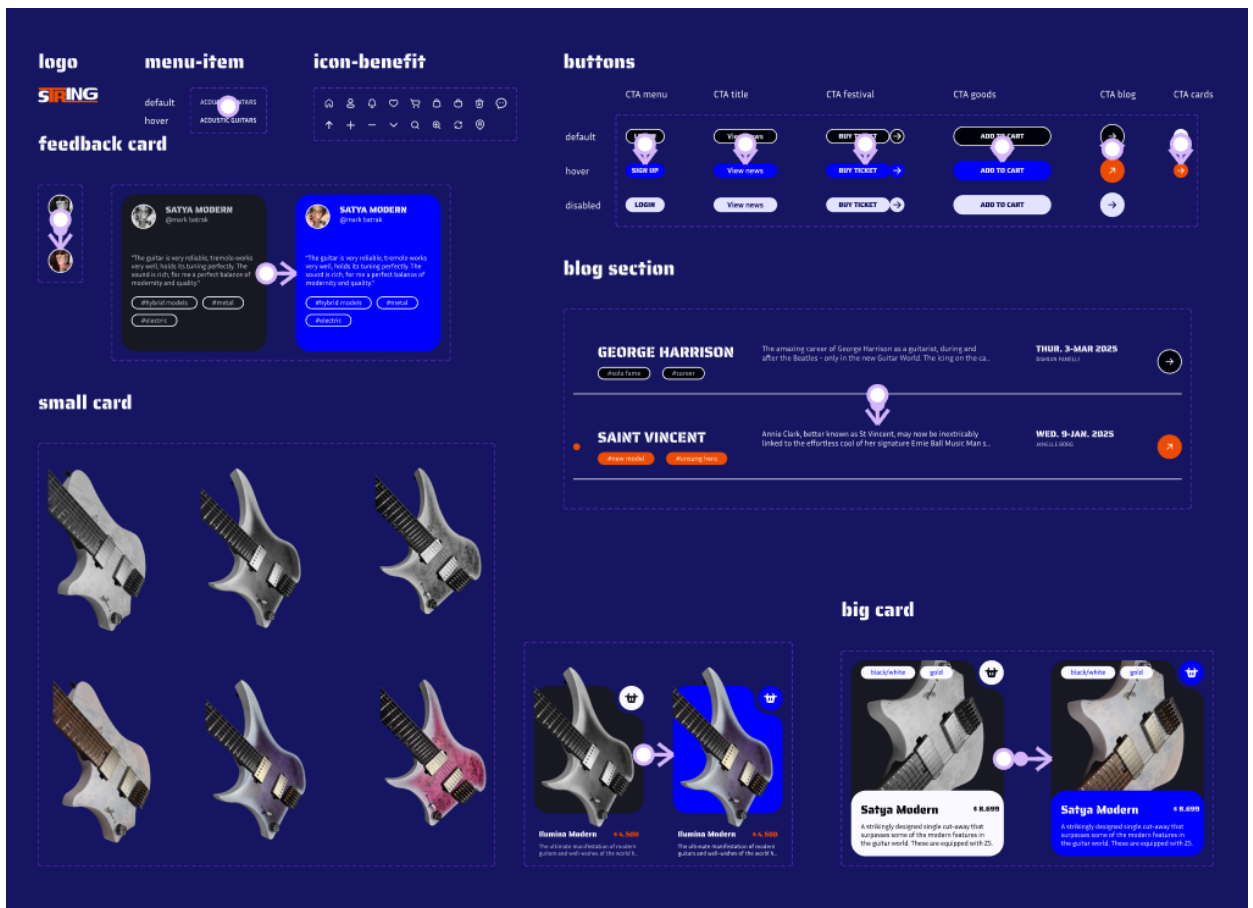 logo
menu-item
icon-benefit
buttons
STRING
default
hover
ACOUSTIC GUITARS
feedback card
CTA menu
CTA title
CTA festival
CTA goods
CTA blog
CTA cards
default
View news
BUY TICKET
ADD TO CART
hover
SIGN UP
View news
BUY TICKET
ADD TO CART
disabled
LOGIN
View news
BUY TICKET
ADD TO CART
SATYA MODERN
@mark batrak
"The guitar is very reliable, tremolo works
very well, holds its tuning perfectly. The
sound is rich, for me a perfect balance of
modernity and quality."
#hybrid models
#metal
#electric
SATYA MODERN
@mark batrak
"The guitar is very reliable, tremolo works
very well, holds its tuning perfectly. The
sound is rich, for me a perfect balance of
modernity and quality."
#hybrid models
#metal
#electric
blog section
GEORGE HARRISON
#solo fame
#career
The amazing career of George Harrison as a guitarist, during and
after the Beatles - only in the new Guitar World. The icing on the ca...
THUR. 3-MAR 2025
SAINT VINCENT
#new model
#unsung hero
Annie Clark, better known as St Vincent, may now be inextricably
linked to the effortless cool of her signature Ernie Ball Music Man s...
WED. 9-JAN. 2025
small card
Ilumina Modern
$ 4.500
The ultimate manifestation of modern
guitars and well-wishes of the world h...
Ilumina Modern
$ 4.500
The ultimate manifestation of modern
guitars and well-wishes of the world h...
big card
black/white
gold
Satya Modern
$ 8.699
A strikingly designed single cut-away that
surpasses some of the modern features in
the guitar world. These are equipped with Z5.
black/white
gold
Satya Modern
$ 8.699
A strikingly designed single cut-away that
surpasses some of the modern features in
the guitar world. These are equipped with Z5.